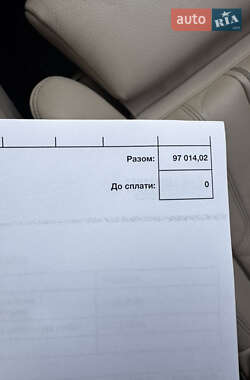 auto RIA
Разом: 97 014,02
До сплати: 0